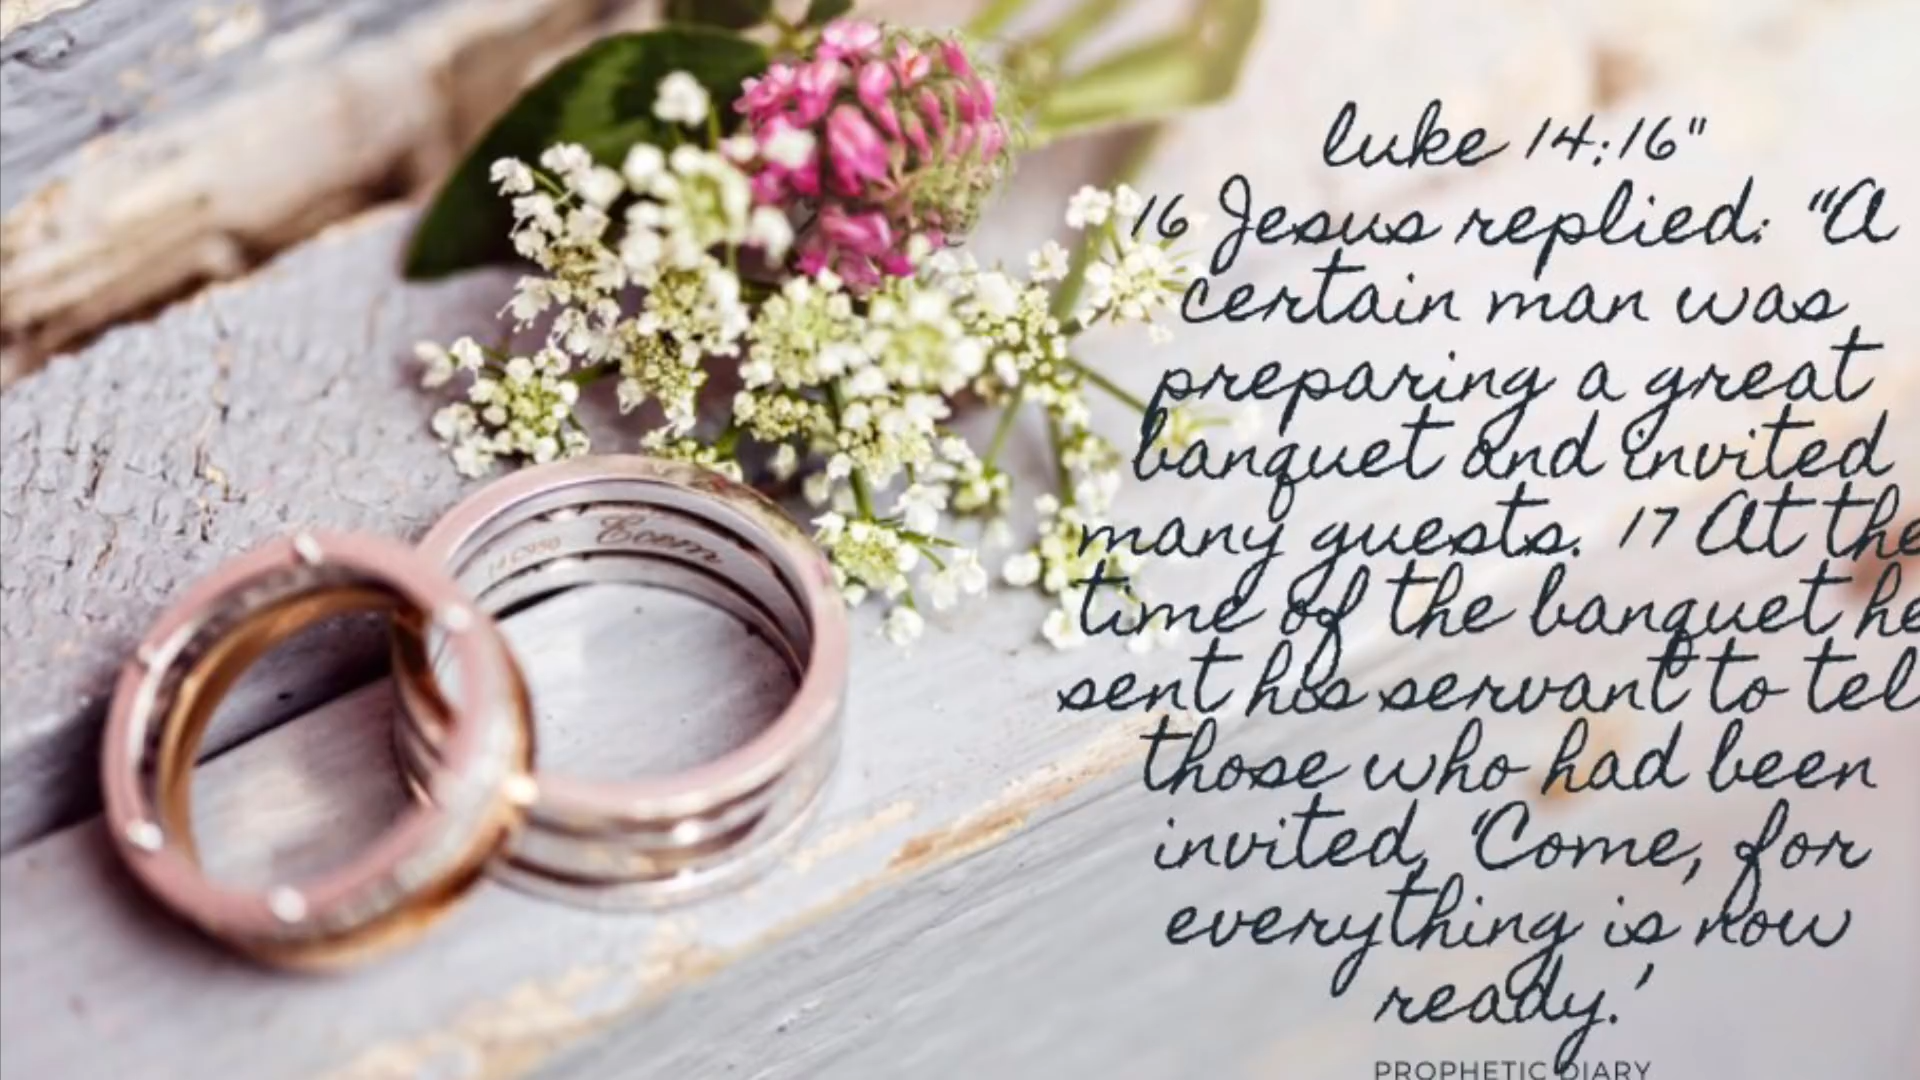 luke 14:16"
16 Jesus replied: "A
certain man was
preparing a great
banquet and invited
many guests. 17 At the
time of the banquet he
sent his servant to tel
those who had been
invited, 'Come, for
everything is now
ready.'
PROPHETIC DIARY
Ecem